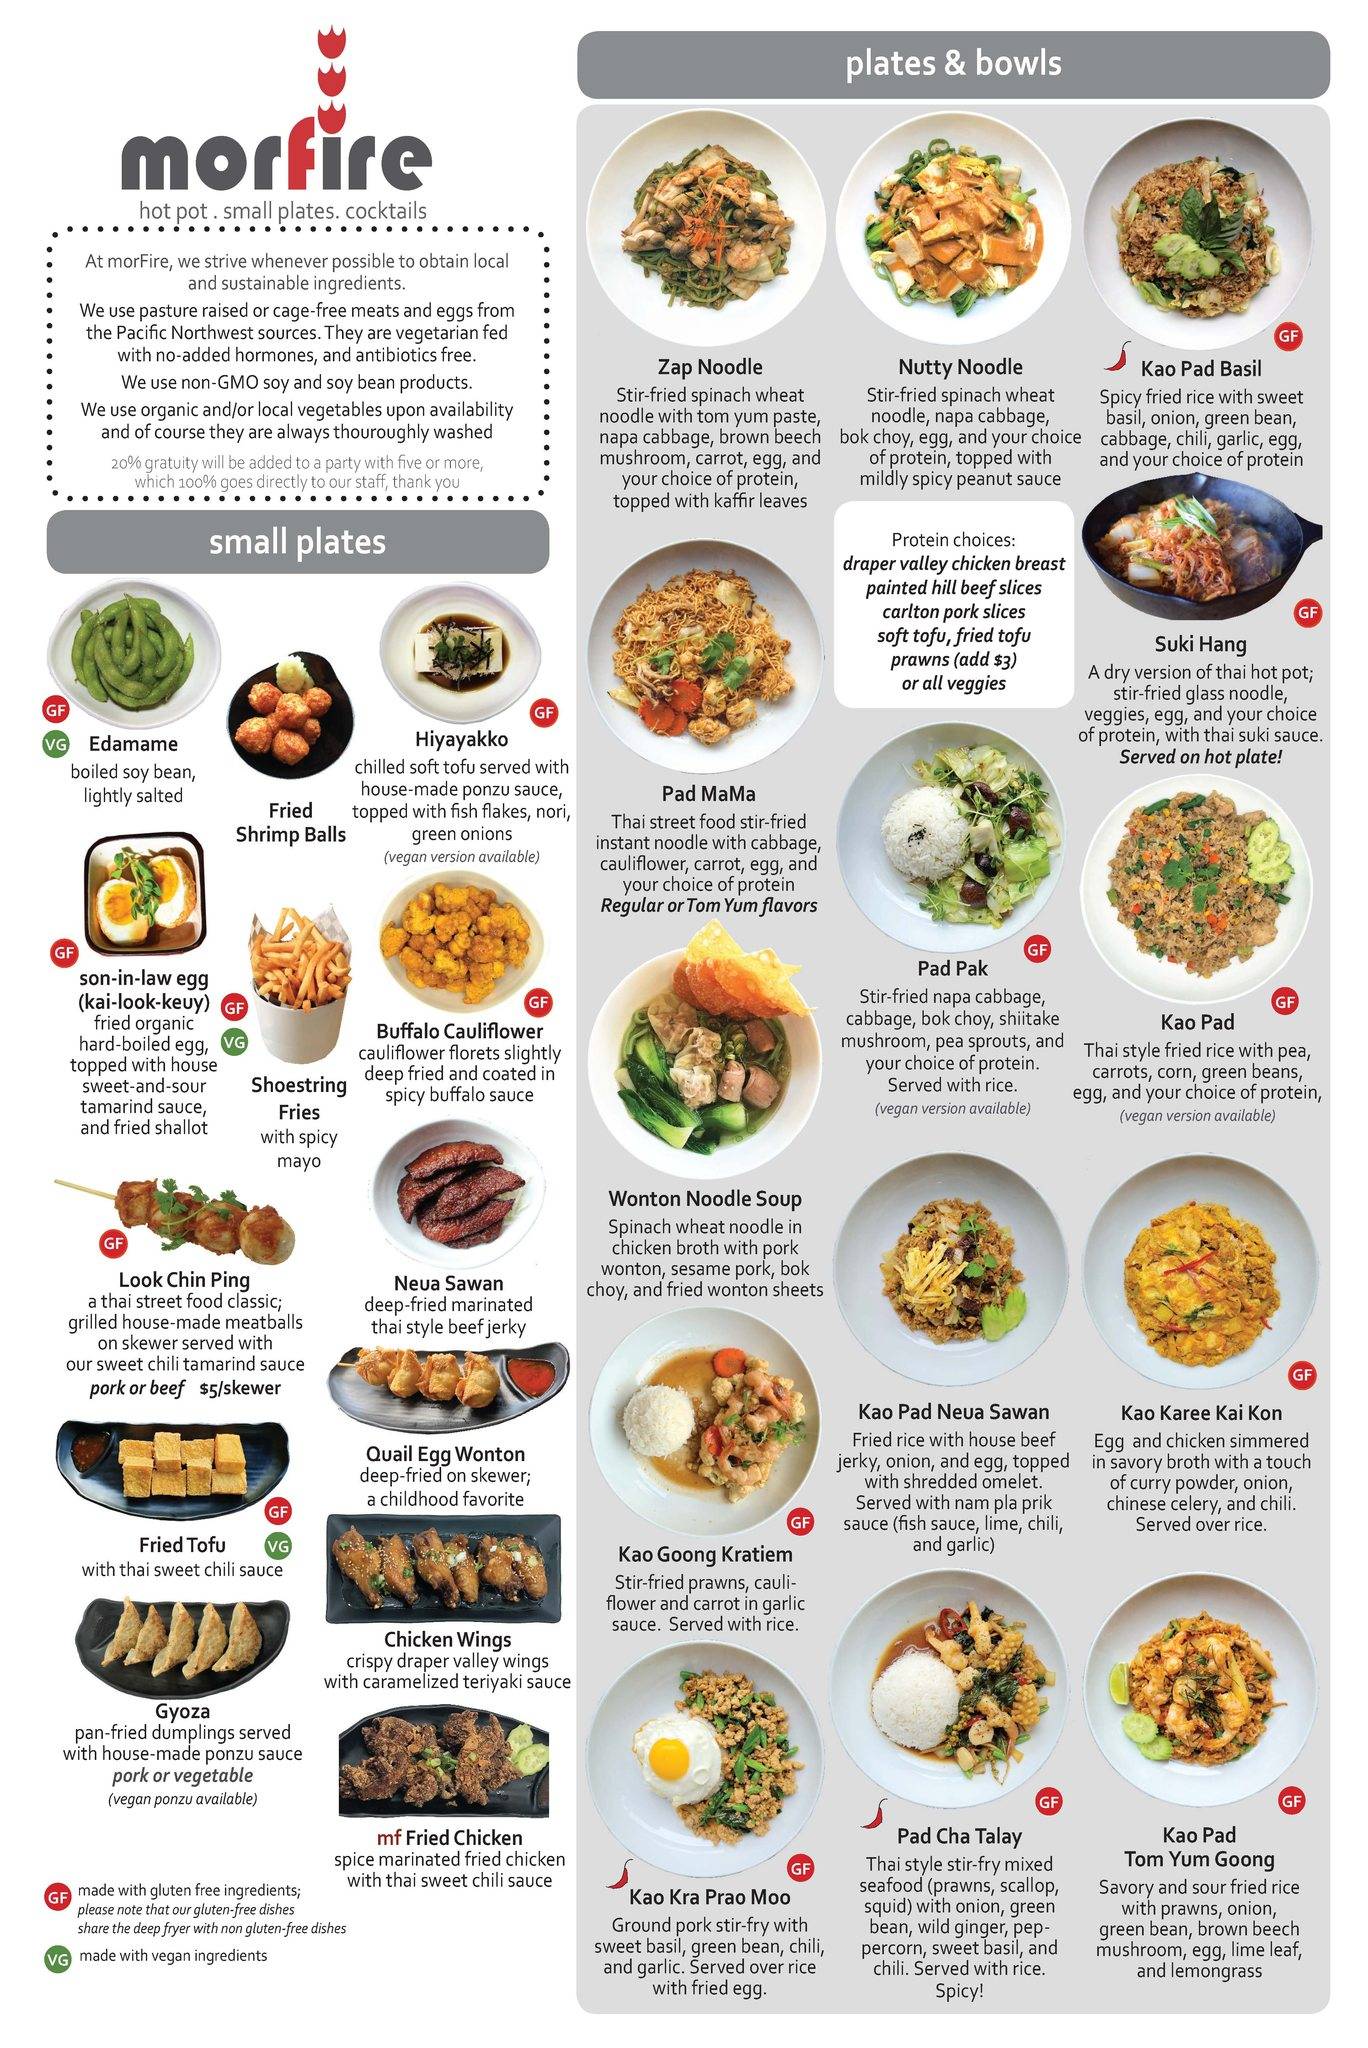 morfire
hot pot . small plates. cocktails
At morFire, we strive whenever possible to obtain local
and sustainable ingredients.
We use pasture raised or cage-free meats and eggs from
the Pacific Northwest sources. They are vegetarian fed
with no-added hormones, and antibiotics free.
We use non-GMO soy and soy bean products.
We use organic and/or local vegetables upon availability
and of course they are always thouroughly washed
20% gratuity will be added to a party with five or more,
which 100% goes directly to our staff, thank you
small plates
GF
VG
Edamame
boiled soy bean,
lightly salted
Fried
Shrimp Balls
GF
Hiyayakko
chilled soft tofu served with
house-made ponzu sauce,
topped with fish flakes, nori,
green onions
(vegan version available)
GF
son-in-law egg
(kai-look-keuy)
fried organic
hard-boiled egg,
topped with house
sweet-and-sour
tamarind sauce,
and fried shallot
GF
VG
Shoestring
Fries
with spicy
mayo
GF
Buffalo Cauliflower
cauliflower florets slightly
deep fried and coated in
spicy buffalo sauce
GF
Look Chin Ping
a thai street food classic;
grilled house-made meatballs
on skewer served with
our sweet chili tamarind sauce
pork or beef $5/skewer
Neua Sawan
deep-fried marinated
thai style beef jerky
Quail Egg Wonton
deep-fried on skewer;
a childhood favorite
GF
VG
Fried Tofu
with thai sweet chili sauce
Chicken Wings
crispy draper valley wings
with caramelized teriyaki sauce
Gyoza
pan-fried dumplings served
with house-made ponzu sauce
pork or vegetable
(vegan ponzu available)
mf Fried Chicken
spice marinated fried chicken
with thai sweet chili sauce
GF made with gluten free ingredients;
please note that our gluten-free dishes
share the deep fryer with non gluten-free dishes
VG made with vegan ingredients
plates & bowls
Zap Noodle
Stir-fried spinach wheat
noodle with tom yum paste,
napa cabbage, brown beech
mushroom, carrot, egg, and
your choice of protein,
topped with kaffir leaves
Nutty Noodle
Stir-fried spinach wheat
noodle, napa cabbage,
bok choy, egg, and your choice
of protein, topped with
mildly spicy peanut sauce
GF
Kao Pad Basil
Spicy fried rice with sweet
basil, onion, green bean,
cabbage, chili, garlic, egg,
and your choice of protein
Protein choices:
draper valley chicken breast
painted hill beef slices
carlton pork slices
soft tofu, fried tofu
prawns (add $3)
or all veggies
GF
Suki Hang
A dry version of thai hot pot;
stir-fried glass noodle,
veggies, egg, and your choice
of protein, with thai suki sauce.
Served on hot plate!
Pad MaMa
Thai street food stir-fried
instant noodle with cabbage,
cauliflower, carrot, egg, and
your choice of protein
Regular or Tom Yum flavors
GF
Pad Pak
Stir-fried napa cabbage,
cabbage, bok choy, shiitake
mushroom, pea sprouts, and
your choice of protein.
Served with rice.
(vegan version available)
GF
Kao Pad
Thai style fried rice with pea,
carrots, corn, green beans,
egg, and your choice of protein,
(vegan version available)
Wonton Noodle Soup
Spinach wheat noodle in
chicken broth with pork
wonton, sesame pork, bok
choy, and fried wonton sheets
Kao Pad Neua Sawan
Fried rice with house beef
jerky, onion, and egg, topped
with shredded omelet.
Served with nam pla prik
sauce (fish sauce, lime, chili,
and garlic)
GF
Kao Karee Kai Kon
Egg and chicken simmered
in savory broth with a touch
of curry powder, onion,
chinese celery, and chili.
Served over rice.
GF
Kao Goong Kratiem
Stir-fried prawns, cauli-
flower and carrot in garlic
sauce. Served with rice.
GF
Kao Kra Prao Moo
Ground pork stir-fry with
sweet basil, green bean, chili,
and garlic. Served over rice
with fried egg.
GF
Pad Cha Talay
Thai style stir-fry mixed
seafood (prawns, scallop,
squid) with onion, green
bean, wild ginger, pep-
percorn, sweet basil, and
chili. Served with rice.
Spicy!
GF
Kao Pad
Tom Yum Goong
Savory and sour fried rice
with prawns, onion,
green bean, brown beech
mushroom, egg, lime leaf,
and lemongrass